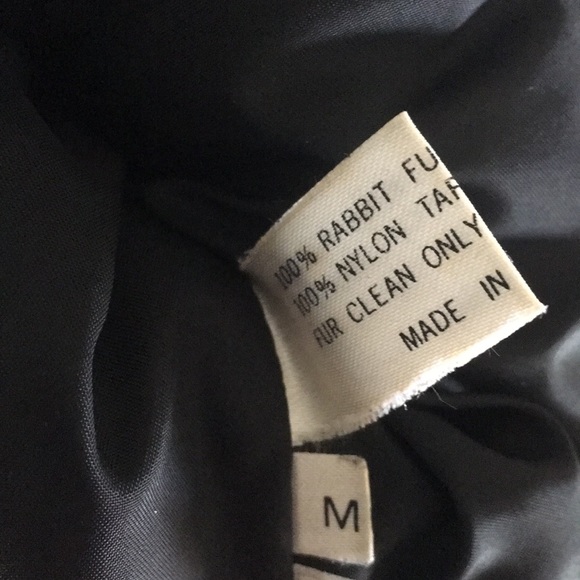 100% RABBIT FU
100% NYLON TAF
FUR CLEAN ONLY
MADE IN
M